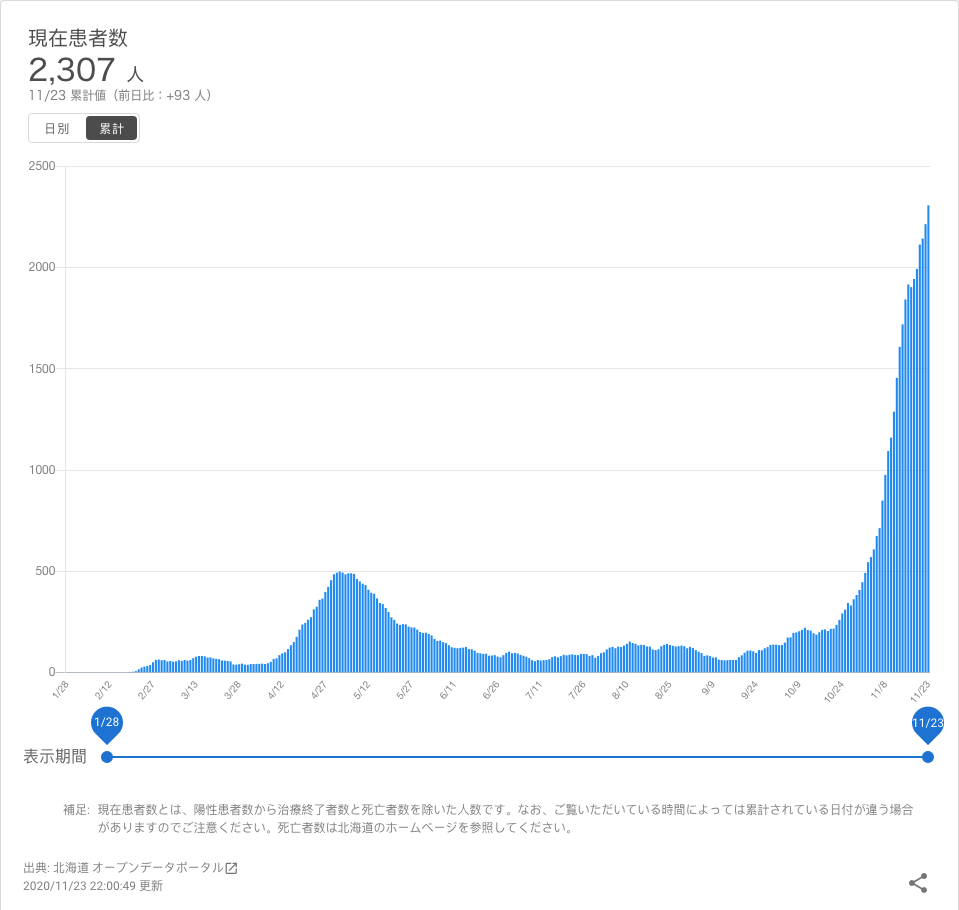 現在患者数
2,307 人
11/23 累計値（前日比：+93 人）
日別 累計
2500
2000
1500
1000
500
0
1/28 2/12 2/27 3/13 3/28 4/12 4/27 5/12 5/27 6/11 6/26 7/11 7/26 8/10 8/25 9/9 9/24 10/9 10/24 11/8 11/23
1/28 11/23
表示期間
補足: 現在患者数とは、陽性患者数から治療終了者数と死亡者数を除いた人数です。なお、ご覧いただいている時間によっては累計されている日付が違う場合
がありますのでご注意ください。死亡者数は北海道のホームページを参照してください。
出典: 北海道 オープンデータポータル
2020/11/23 22:00:49 更新